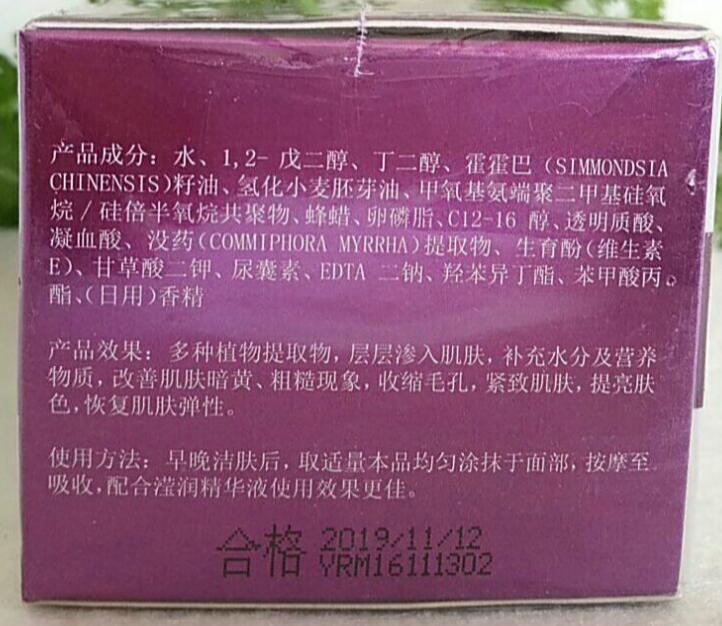 产品成分：水、1,2- 戊二醇、丁二醇、霍霍巴（SIMMONDSIA
CHINENSIS)籽油、氢化小麦胚芽油、甲氧基氨端聚二甲基硅氧
烷／硅倍半氧烷共聚物、蜂蜡、卵磷脂、C12-16 醇、透明质酸、
凝血酸、没药(COMMIPHORA MYRRHA)提取物、生育酚(维生素
E)、甘草酸二钾、尿囊素、EDTA 二钠、羟苯异丁酯、苯甲酸丙
酯、(日用)香精
产品效果：多种植物提取物，层层渗入肌肤，补充水分及营养
物质，改善肌肤暗黄、粗糙现象，收缩毛孔，紧致肌肤，提亮肤
色，恢复肌肤弹性。
使用方法：早晚洁肤后，取适量本品均匀涂抹于面部，按摩至
吸收，配合滢润精华液使用效果更佳。
合格 2019/11/12
YRM16111302